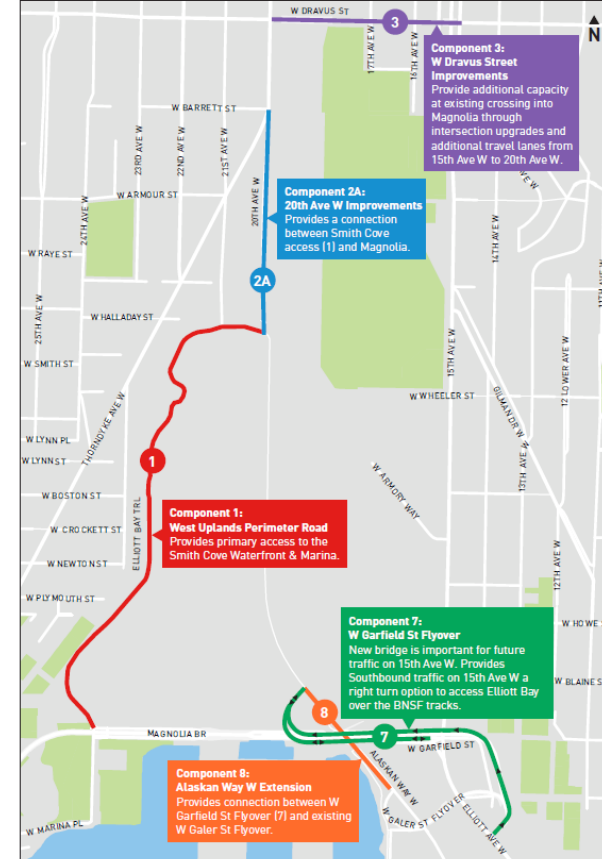 W DRAVUS ST
3
N
17TH AVE W
16TH AVE W
Component 3:
W Dravus Street
Improvements
Provide additional capacity
at existing crossing into
Magnolia through
intersection upgrades and
additional travel lanes from
15th Ave W to 20th Ave W.
W BARRETT ST
23RD AVE W
22ND AVE W
21ST AVE W
20TH AVE W
W ARMOUR ST
24TH AVE W
Component 2A:
20th Ave W Improvements
Provides a connection
between Smith Cove
access (1) and Magnolia.
AVE W
14TH AVE W
W RAYE ST
2A
11TH AVE W
25TH AVE W
W HALLADAY ST
15TH AVE W
W SMITH ST
W WHEELER ST
GILMAN DR W
12 LOWER AVE W
THORNDYKE AVE W
W LYNN PL
W LYNN ST
1
W ARMORY WAY
13TH AVE W
W BOSTON ST
ELLIOTT BAY TRL
W CROCKETT ST
Component 1:
West Uplands Perimeter Road
Provides primary access to the
Smith Cove Waterfront & Marina.
W NEWTON ST
12TH AVE W
W PLYMOUTH ST
Component 7:
W Garfield St Flyover
New bridge is important for future
traffic on 15th Ave W. Provides
Southbound traffic on 15th Ave W a
right turn option to access Elliott Bay
over the BNSF tracks.
W HOWE
W BLAINE S
8
MAGNOLIA BR
7
W GARFIELD ST
Component 8:
Alaskan Way W Extension
Provides connection between W
Garfield St Flyover (7) and existing
W Galer St Flyover.
ALASKAN WAY W
W GALER ST FLYOVER
ELLIOTT AVE W
W MARINA PL